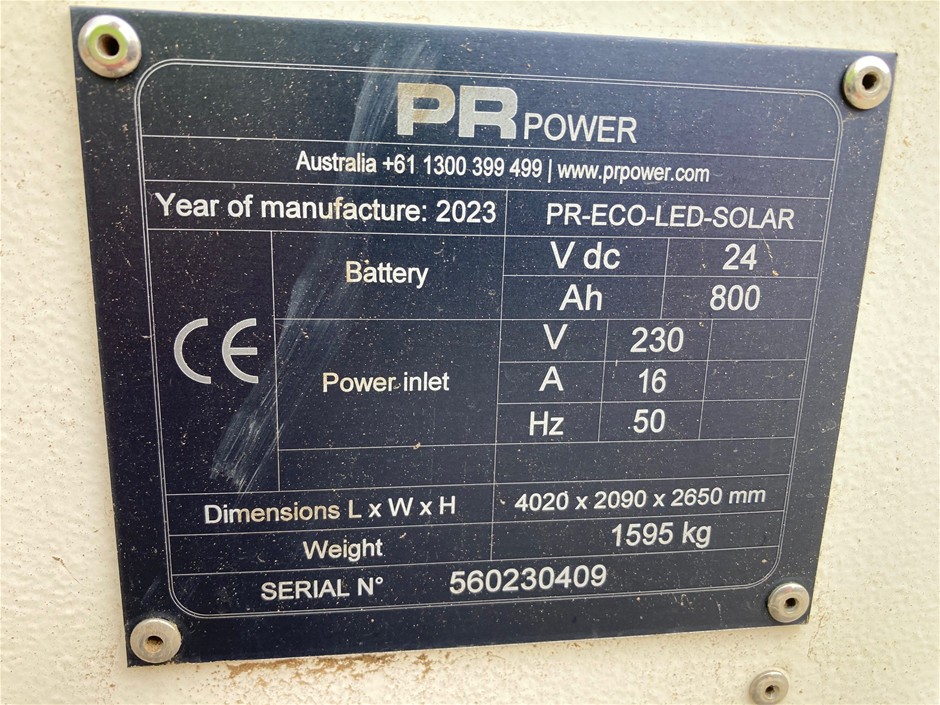 PR POWER
Australia +61 1300 399 499 | www.prpower.com
Year of manufacture: 2023 PR-ECO-LED-SOLAR
CE
Battery V dc 24
Ah 800
Power inlet V 230
A 16
Hz 50
Dimensions L x W x H 4020 x 2090 x 2650 mm
Weight 1595 kg
SERIAL N° 560230409